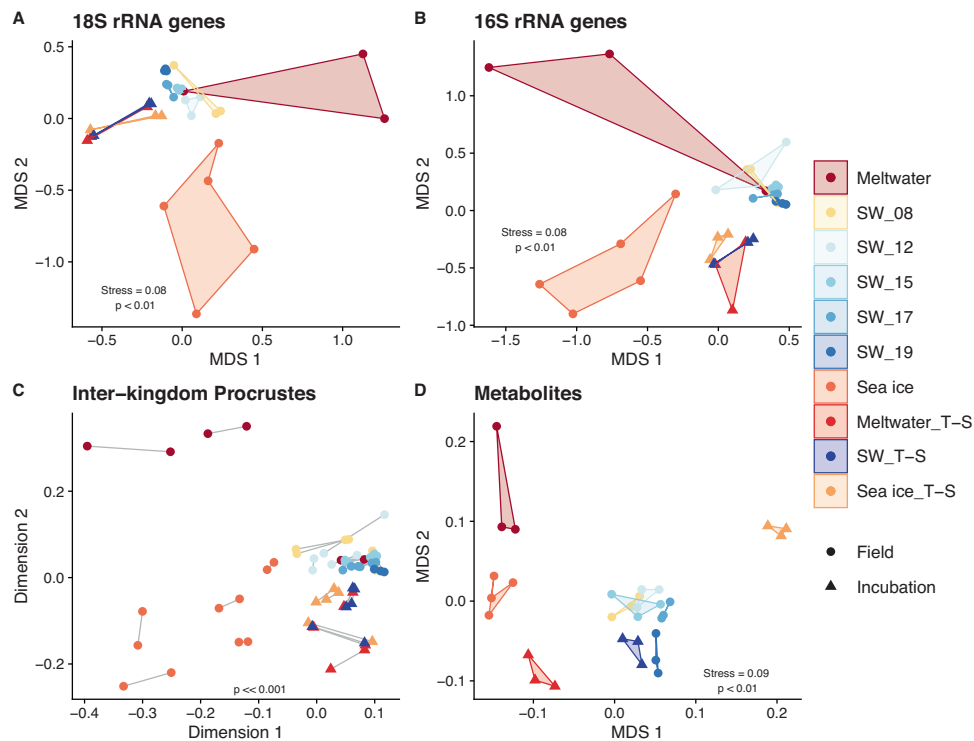 A 18S rRNA genes
0.5
0.0
−0.5
−1.0
MDS 2
Stress = 0.08
p < 0.01
−0.5 0.0 0.5 1.0
MDS 1
B 16S rRNA genes
1.0
0.5
0.0
−0.5
−1.0
MDS 2
Stress = 0.08
p < 0.01
−1.5 −1.0 −0.5 0.0 0.5
MDS 1
C Inter−kingdom Procrustes
0.2
0.0
−0.2
Dimension 2
p << 0.001
−0.4 −0.3 −0.2 −0.1 0.0 0.1
Dimension 1
D Metabolites
0.2
0.1
0.0
−0.1
MDS 2
Stress = 0.09
p < 0.01
−0.1 0.0 0.1 0.2
MDS 1
Meltwater
SW_08
SW_12
SW_15
SW_17
SW_19
Sea ice
Meltwater_T−S
SW_T−S
Sea ice_T−S
Field
Incubation